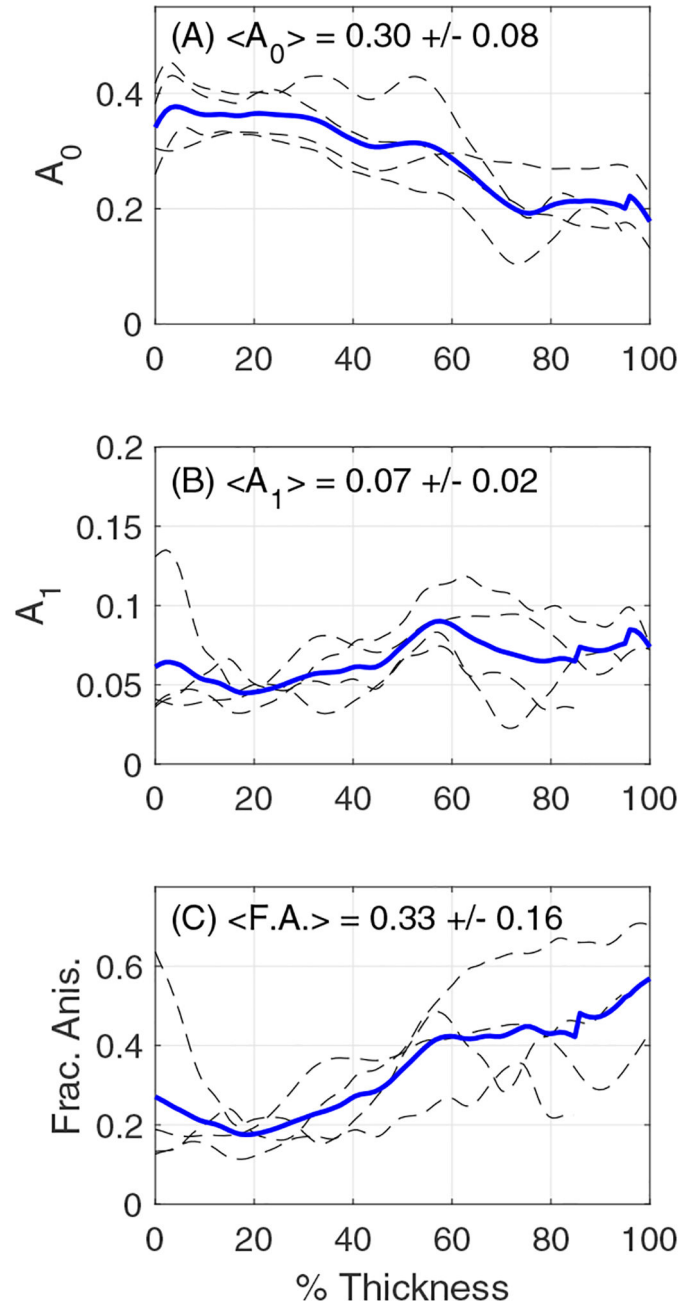 (A) <A0> = 0.30 +/- 0.08
A0
0.4
0.2
0
0 20 40 60 80 100
(B) <A1> = 0.07 +/- 0.02
A1
0.2
0.15
0.1
0.05
0
0 20 40 60 80 100
(C) <F.A.> = 0.33 +/- 0.16
Frac. Anis.
0.6
0.4
0.2
0
0 20 40 60 80 100
% Thickness